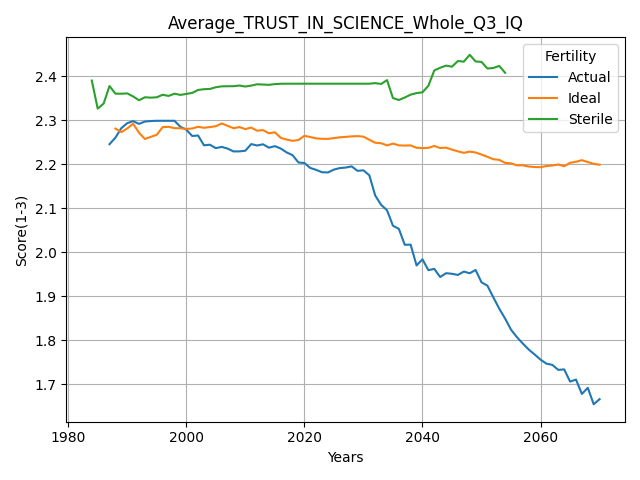 Average_TRUST_IN_SCIENCE_Whole_Q3_IQ
Fertility
Actual
Ideal
Sterile
Score(1-3)
2.4
2.3
2.2
2.1
2.0
1.9
1.8
1.7
1980
2000
2020
2040
2060
Years